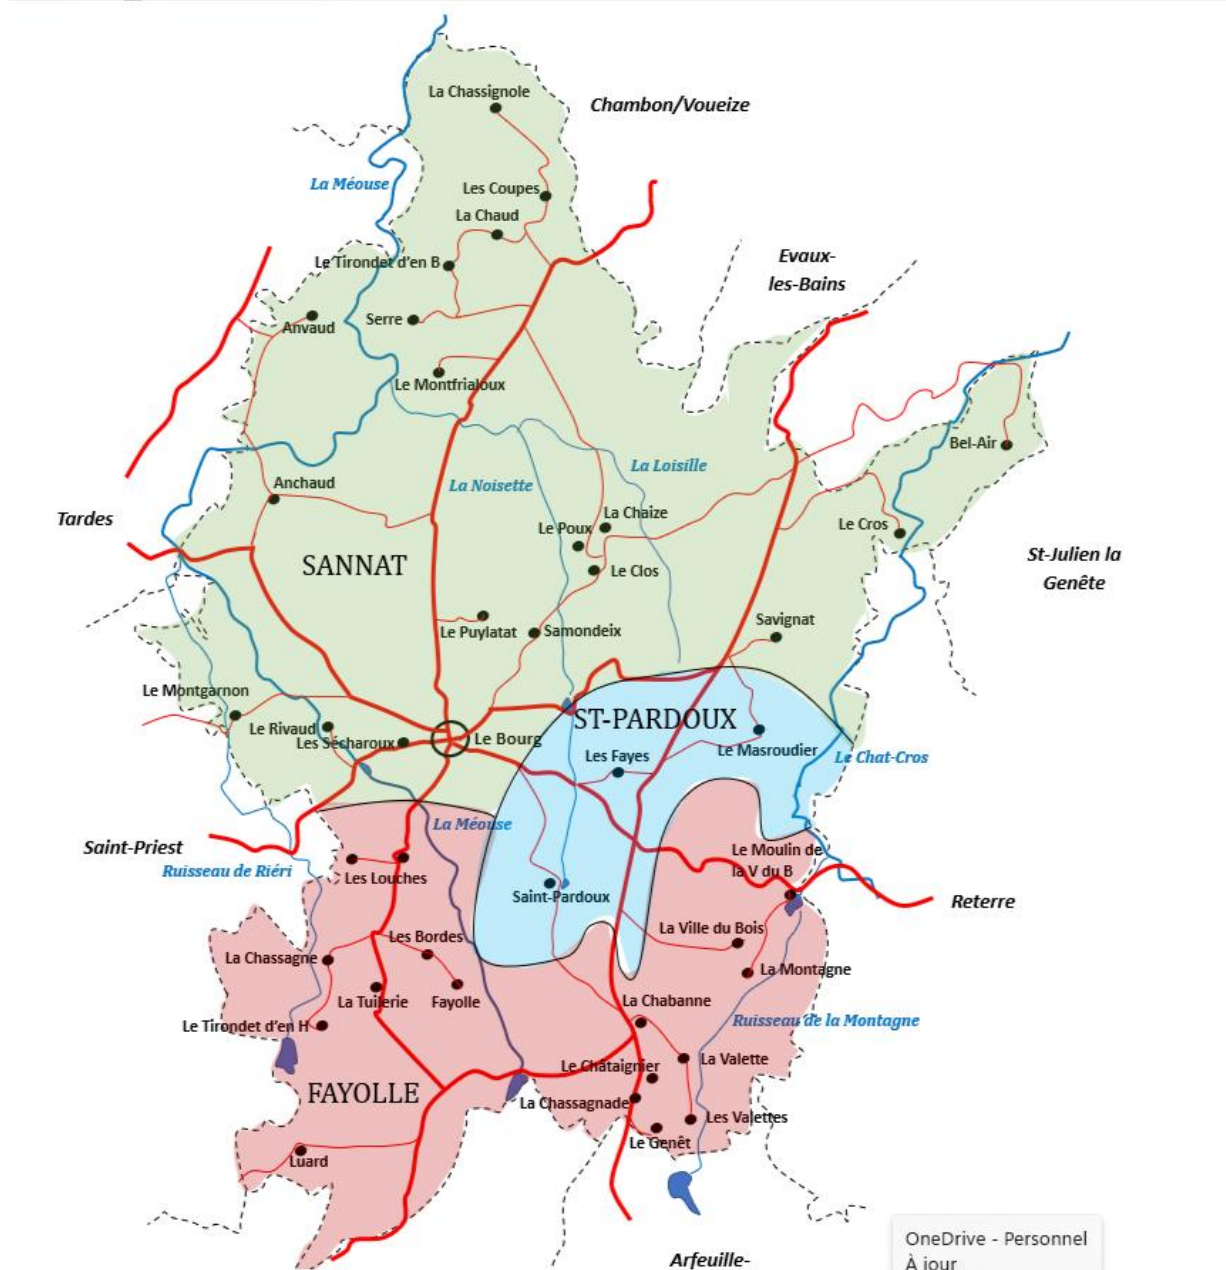 La Chassignole
Chambon/Voueize
La Méouse
Les Coupes
La Chaud
Le Tirondet d'en B
Evaux-
les-Bains
Serre
Anvaud
Le Montfrialoux
Bel-Air
La Loisille
La Noisette
Anchaud
La Chaize
Tardes
Le Poux
Le Cros
SANNAT
Le Clos
St-Julien la
Genête
Savignat
Le Puylatat
Samondeix
Le Montgarnon
ST-PARDOUX
Le Rivaud
Les Sécharoux
Le Bourg
Le Masroudier
Les Fayes
Le Chat-Cros
La Méouse
Saint-Priest
Le Moulin de
la V du B
Ruisseau de Riéri
Les Louches
Saint-Pardoux
Reterre
La Ville du Bois
Les Bordes
La Chassagne
La Montagne
La Tuilerie
Fayolle
La Chabanne
Le Tirondet d'en H
Ruisseau de la Montagne
Le Châtaignier
La Valette
FAYOLLE
La Chassagnade
Les Valettes
Le Genêt
Luard
OneDrive - Personnel
À jour
Arfeuille-